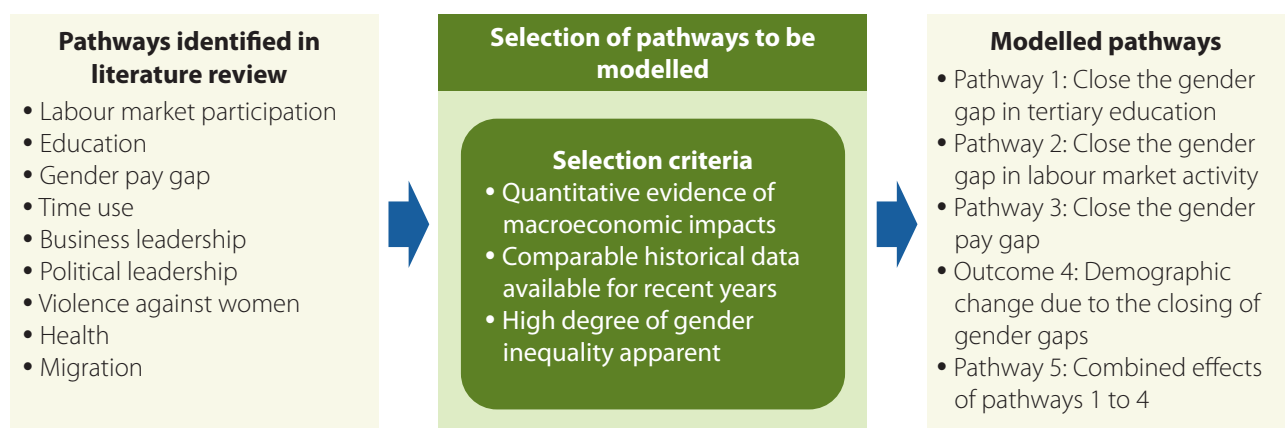 Pathways identified in
literature review
• Labour market participation
• Education
• Gender pay gap
• Time use
• Business leadership
• Political leadership
• Violence against women
• Health
• Migration
Selection of pathways to be
modelled
Selection criteria
• Quantitative evidence of
macroeconomic impacts
• Comparable historical data
available for recent years
• High degree of gender
inequality apparent
Modelled pathways
• Pathway 1: Close the gender
gap in tertiary education
• Pathway 2: Close the gender
gap in labour market activity
• Pathway 3: Close the gender
pay gap
• Outcome 4: Demographic
change due to the closing of
gender gaps
• Pathway 5: Combined effects
of pathways 1 to 4